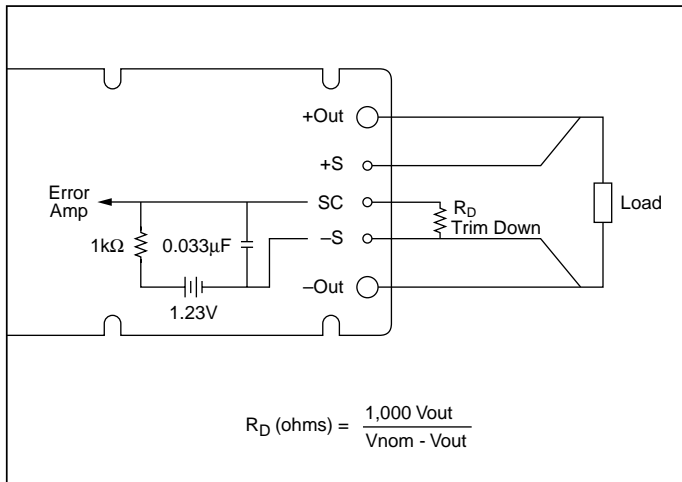 +Out
+S
Error
Amp
SC
R_D
Trim Down
Load
1kΩ
0.033µF
–S
–Out
1.23V
R_D (ohms) = 1,000 Vout / Vnom - Vout